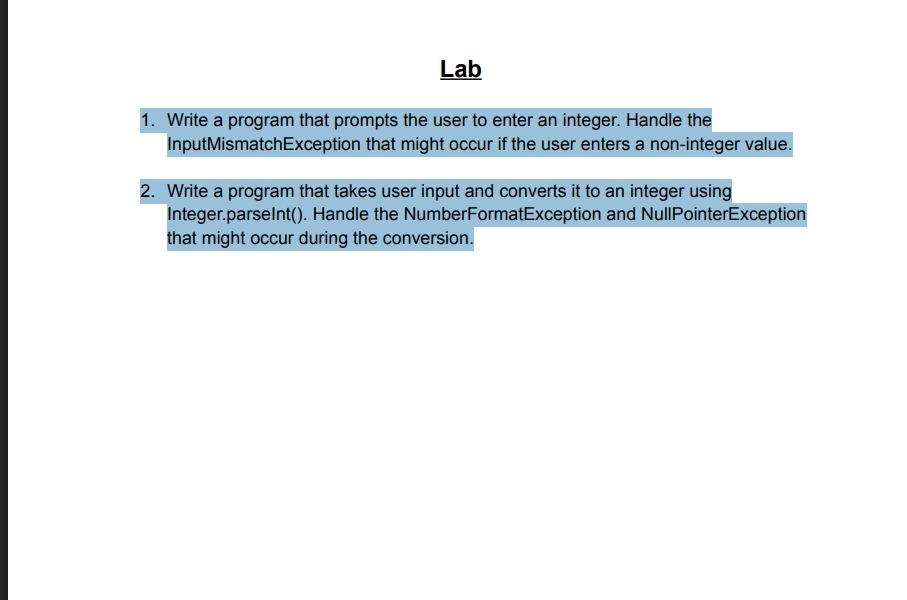 Lab
1. Write a program that prompts the user to enter an integer. Handle the
InputMismatchException that might occur if the user enters a non-integer value.
2. Write a program that takes user input and converts it to an integer using
Integer.parseInt(). Handle the NumberFormatException and NullPointerException
that might occur during the conversion.